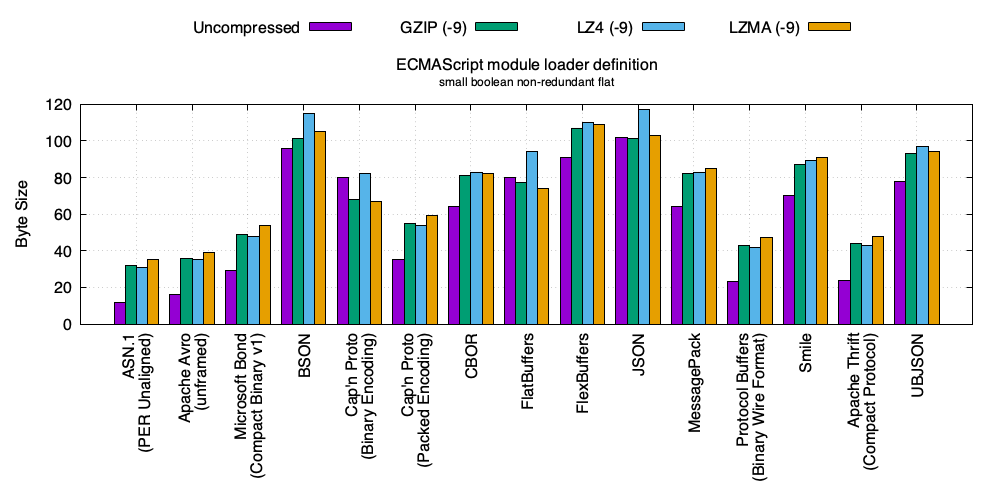 Uncompressed GZIP (-9) LZ4 (-9) LZMA (-9)
ECMAScript module loader definition
small boolean non-redundant flat
Byte Size
120
100
80
60
40
20
0
ASN.1
(PER Unaligned)
Apache Avro
(unframed)
Microsoft Bond
(Compact Binary v1)
BSON
Cap'n Proto
(Binary Encoding)
Cap'n Proto
(Packed Encoding)
CBOR
FlatBuffers
FlexBuffers
JSON
MessagePack
Protocol Buffers
(Binary Wire Format)
Smile
Apache Thrift
(Compact Protocol)
UBJSON